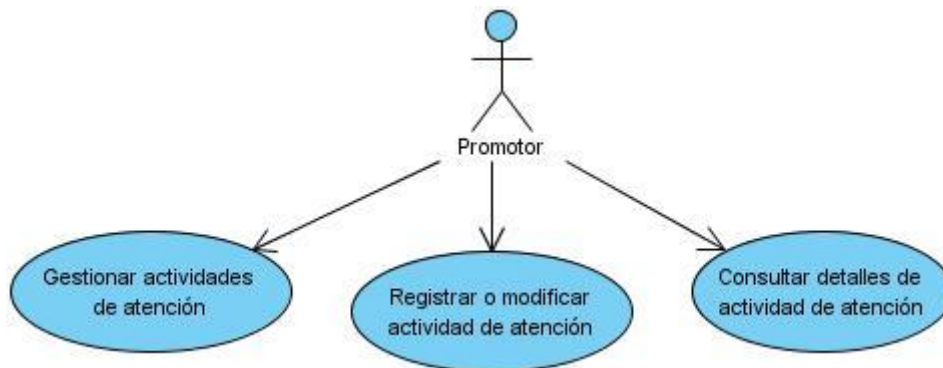 Promotor
Gestionar actividades
de atención
Registrar o modificar
actividad de atención
Consultar detalles de
actividad de atención